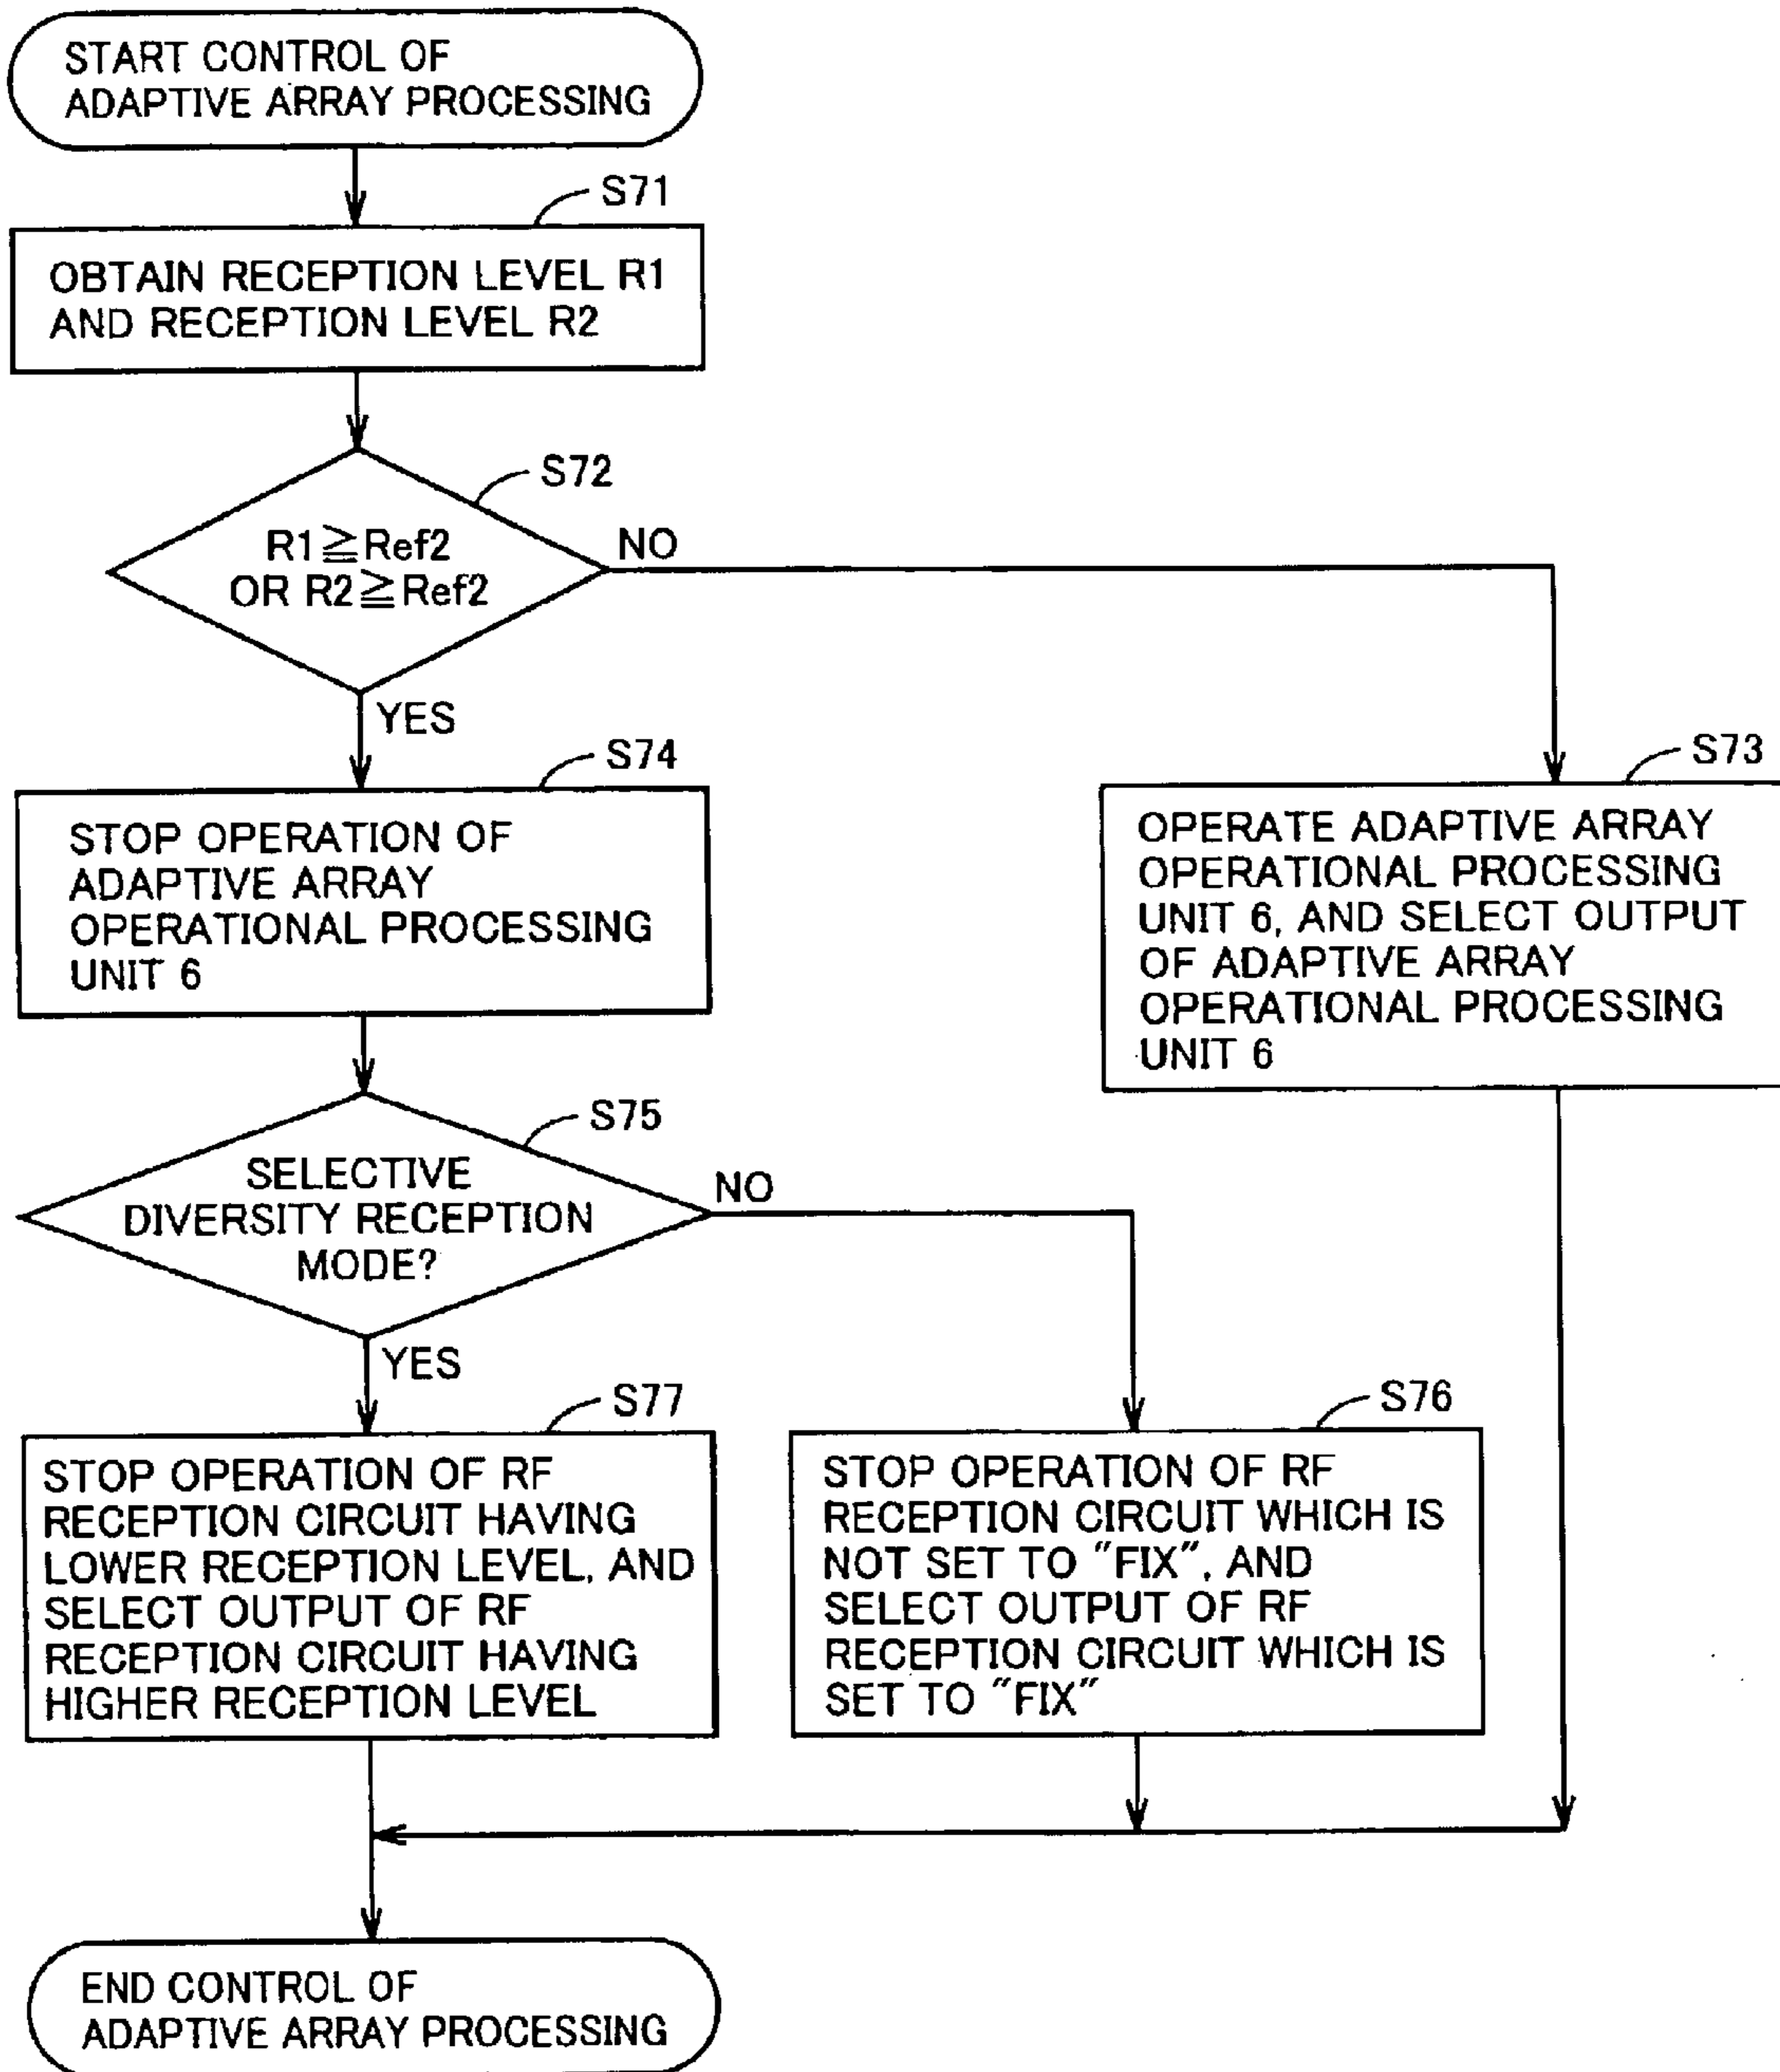 START CONTROL OF
ADAPTIVE ARRAY PROCESSING
S71
OBTAIN RECEPTION LEVEL R1
AND RECEPTION LEVEL R2
S72
R1≧Ref2
OR R2≧Ref2
NO
YES
S74
STOP OPERATION OF
ADAPTIVE ARRAY
OPERATIONAL PROCESSING
UNIT 6
S73
OPERATE ADAPTIVE ARRAY
OPERATIONAL PROCESSING
UNIT 6, AND SELECT OUTPUT
OF ADAPTIVE ARRAY
OPERATIONAL PROCESSING
UNIT 6
S75
SELECTIVE
DIVERSITY RECEPTION
MODE?
NO
YES
S77
STOP OPERATION OF RF
RECEPTION CIRCUIT HAVING
LOWER RECEPTION LEVEL, AND
SELECT OUTPUT OF RF
RECEPTION CIRCUIT HAVING
HIGHER RECEPTION LEVEL
S76
STOP OPERATION OF RF
RECEPTION CIRCUIT WHICH IS
NOT SET TO "FIX", AND
SELECT OUTPUT OF RF
RECEPTION CIRCUIT WHICH IS
SET TO "FIX"
END CONTROL OF
ADAPTIVE ARRAY PROCESSING